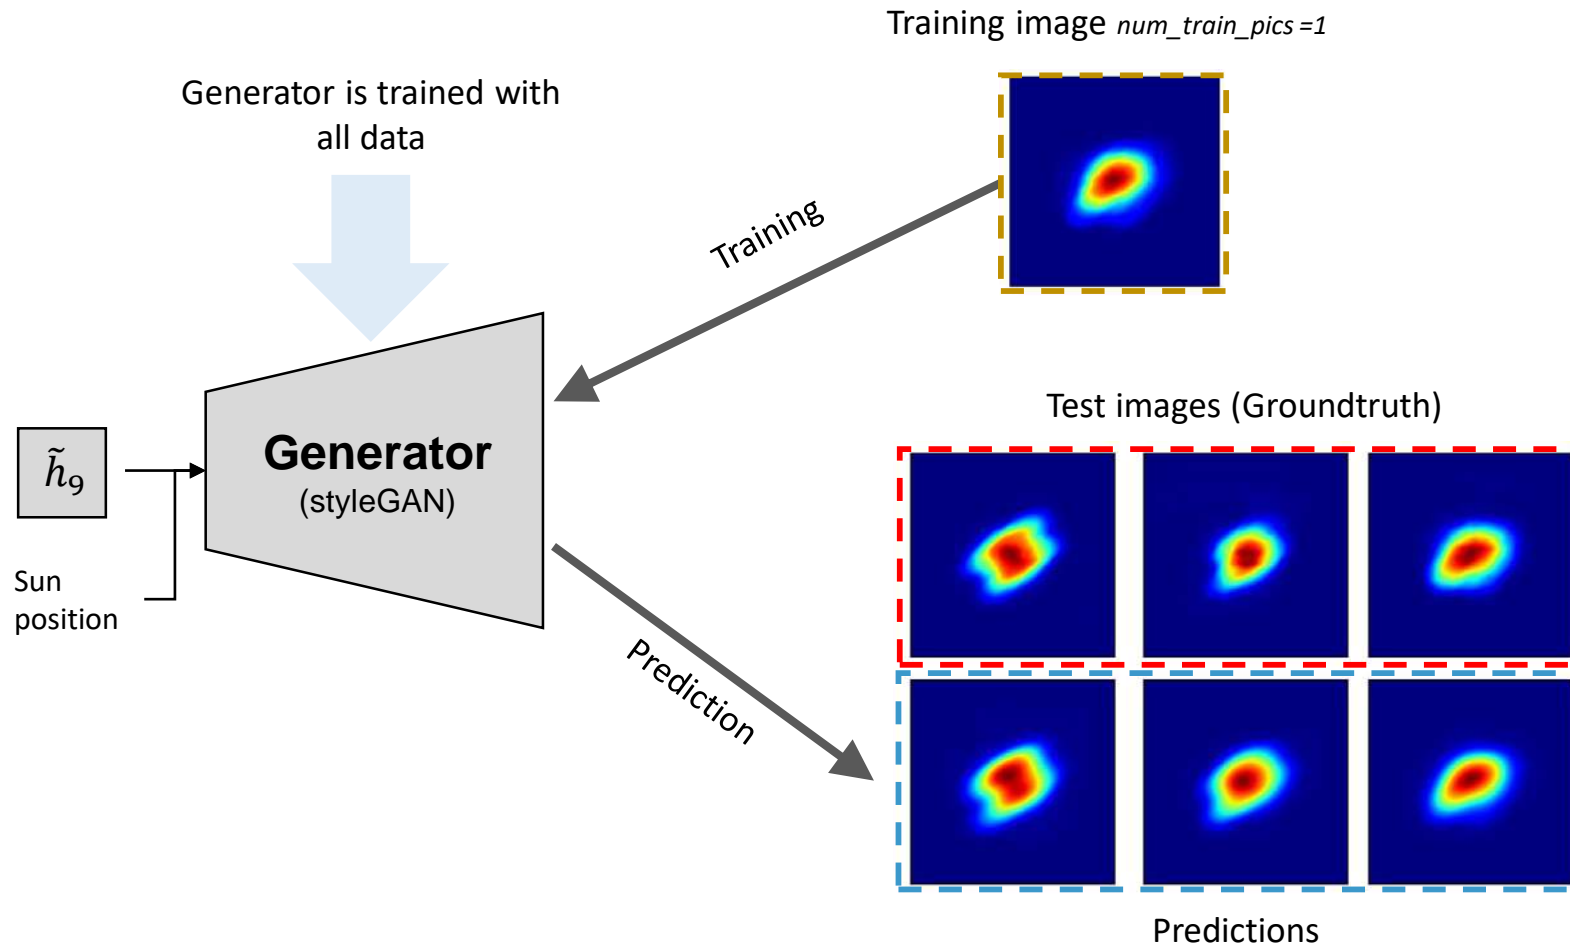 Training image num_train_pics =1
Generator is trained with
all data
Training
Test images (Groundtruth)
Generator
(styleGAN)
h̃₉
Sun
position
Prediction
Predictions